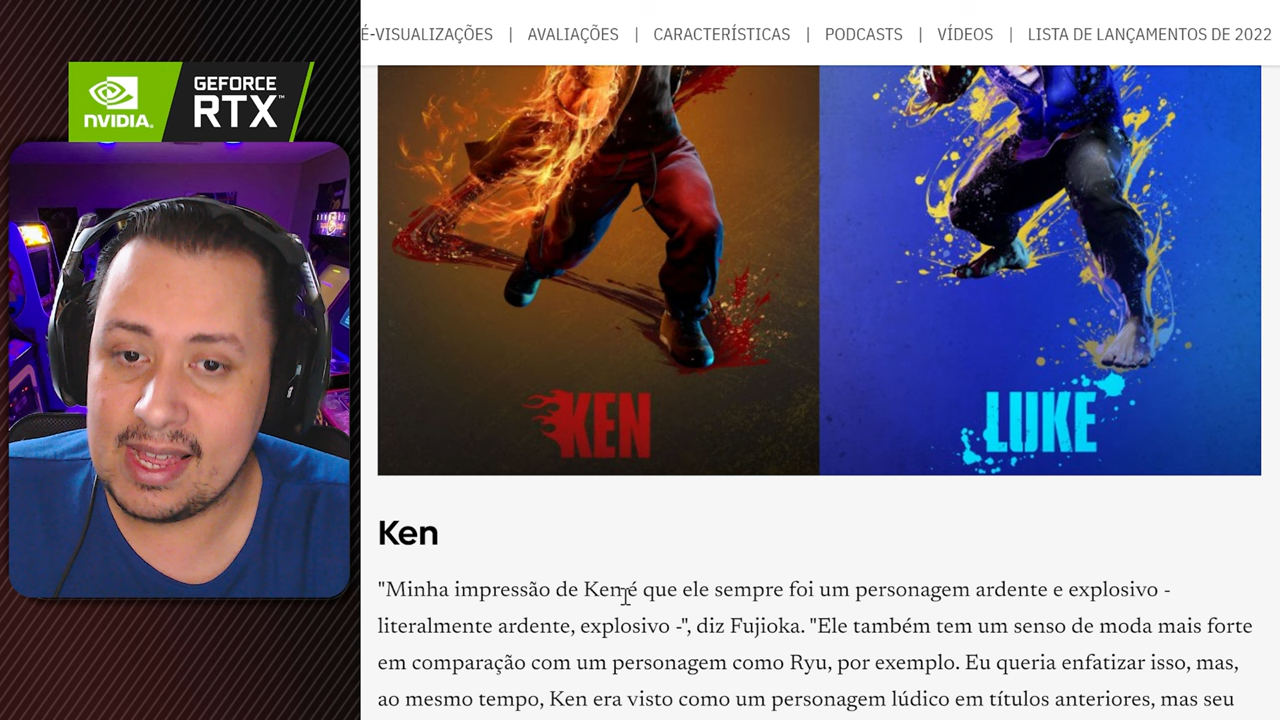 É-VISUALIZAÇÕES | AVALIAÇÕES | CARACTERÍSTICAS | PODCASTS | VÍDEOS | LISTA DE LANÇAMENTOS DE 2022
NVIDIA.
GEFORCE
RTX™
KEN
LUKE
Ken
"Minha impressão de Ken é que ele sempre foi um personagem ardente e explosivo -
literalmente ardente, explosivo -", diz Fujioka. "Ele também tem um senso de moda mais forte
em comparação com um personagem como Ryu, por exemplo. Eu queria enfatizar isso, mas,
ao mesmo tempo, Ken era visto como um personagem lúdico em títulos anteriores, mas seu